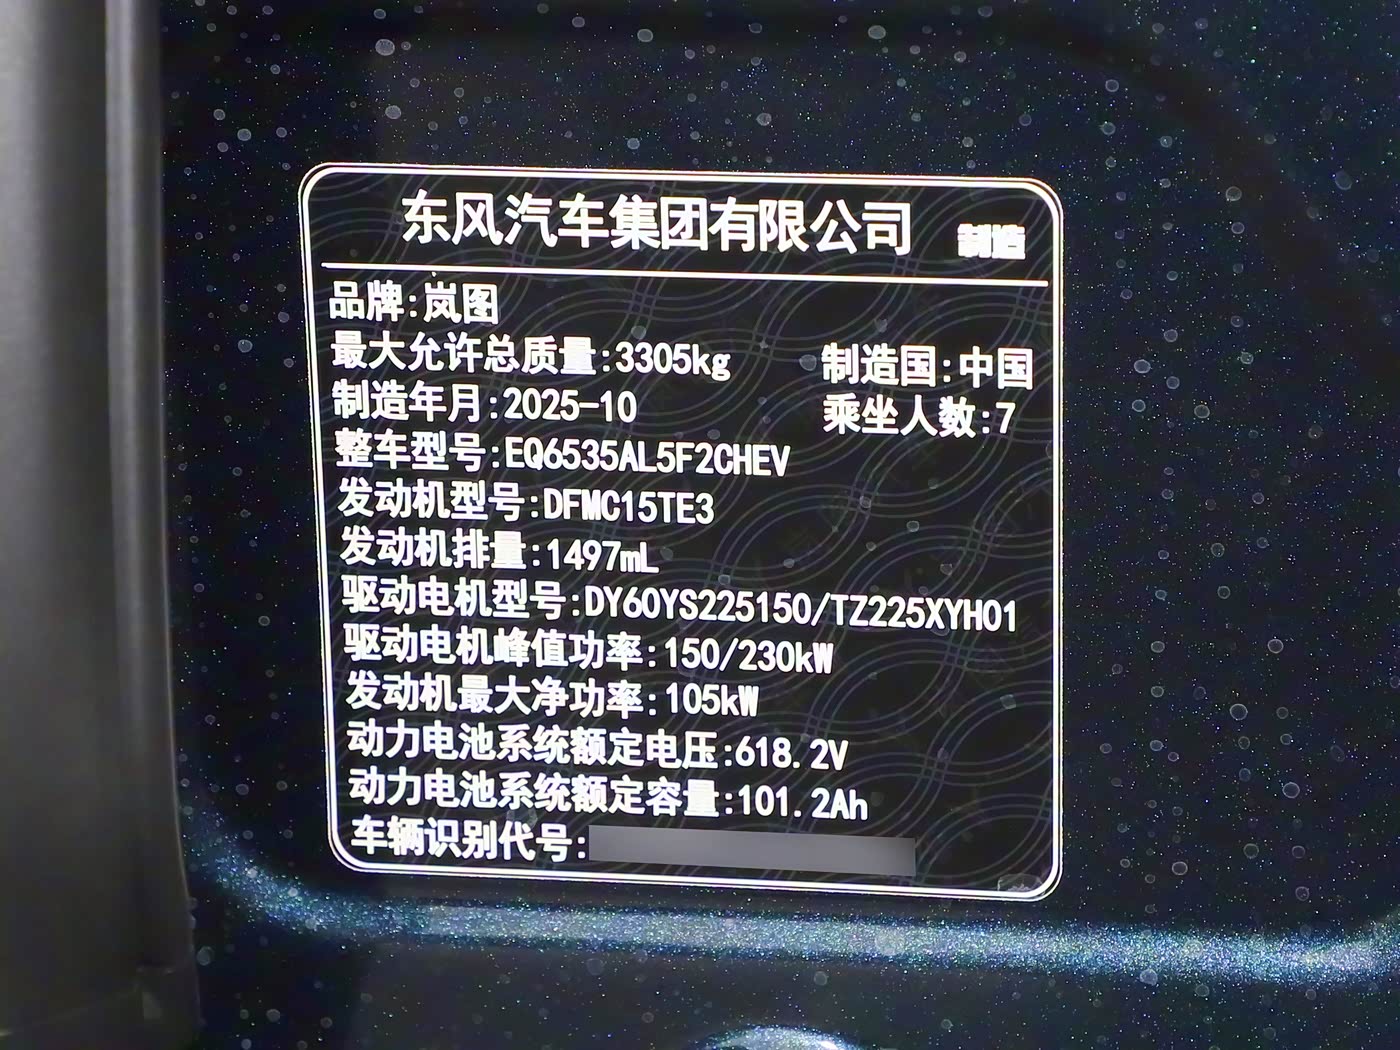 东风汽车集团有限公司 制造
品牌:岚图
最大允许总质量:3305kg 制造国:中国
制造年月:2025-10 乘坐人数:7
整车型号:EQ6535AL5F2CHEV
发动机型号:DFMC15TE3
发动机排量:1497mL
驱动电机型号:DY60YS225150/TZ225XYH01
驱动电机峰值功率:150/230kW
发动机最大净功率:105kW
动力电池系统额定电压:618.2V
动力电池系统额定容量:101.2Ah
车辆识别代号: